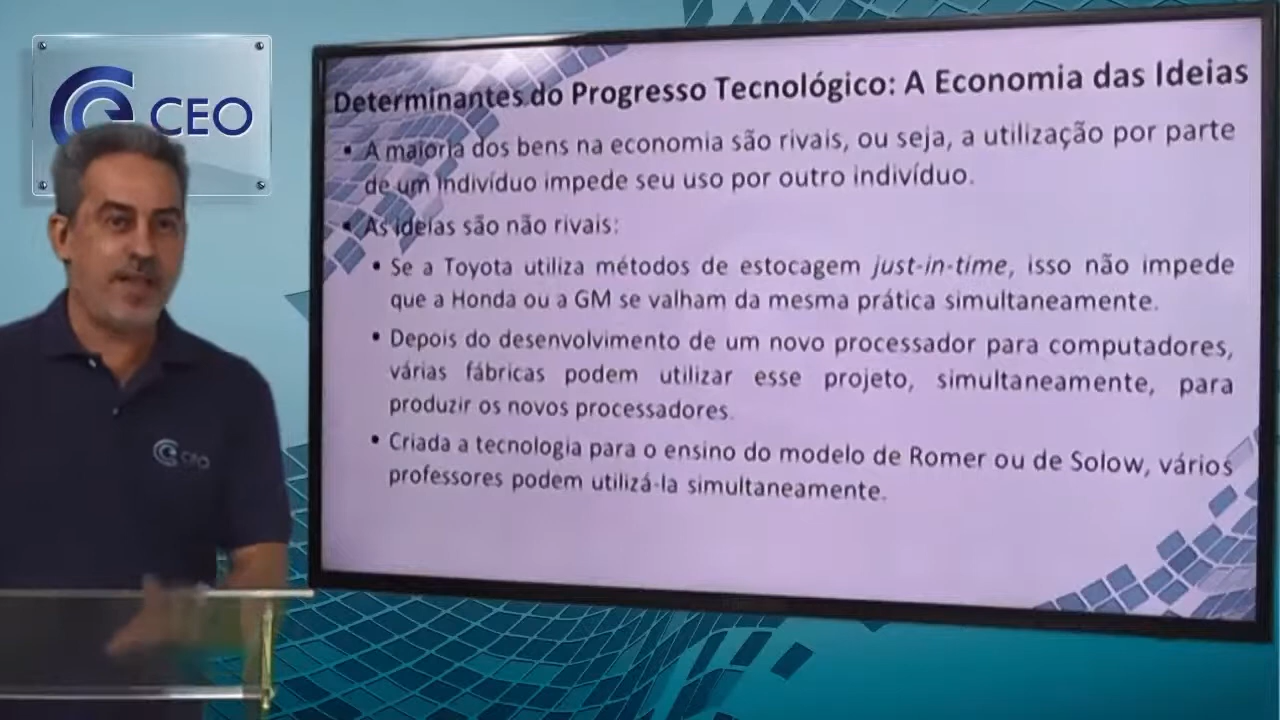 CEO
Determinantes do Progresso Tecnológico: A Economia das Ideias
• A maioria dos bens na economia são rivais, ou seja, a utilização por parte
de um indivíduo impede seu uso por outro indivíduo.
• As ideias são não rivais:
• Se a Toyota utiliza métodos de estocagem just-in-time, isso não impede
que a Honda ou a GM se valham da mesma prática simultaneamente.
• Depois do desenvolvimento de um novo processador para computadores,
várias fábricas podem utilizar esse projeto, simultaneamente, para
produzir os novos processadores.
• Criada a tecnologia para o ensino do modelo de Romer ou de Solow, vários
professores podem utilizá-la simultaneamente.
CEO